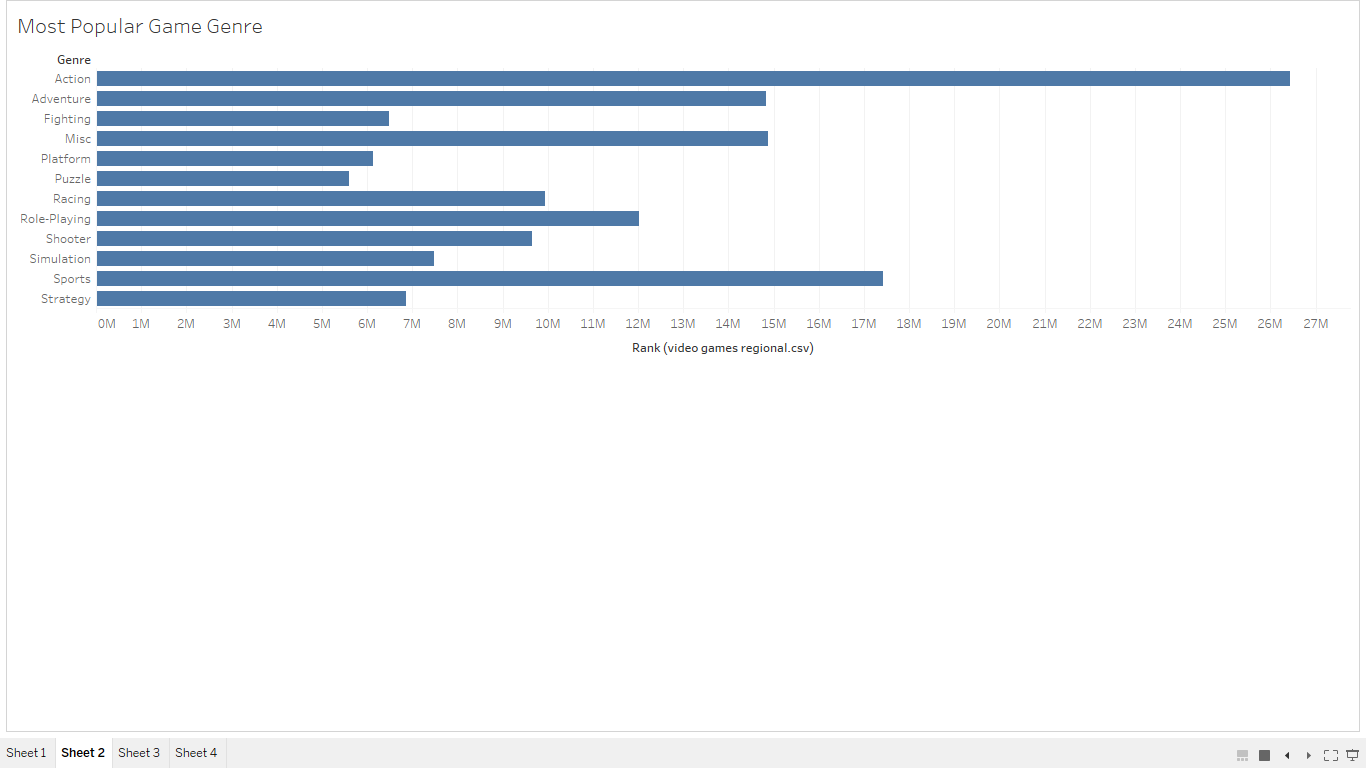 Most Popular Game Genre
Genre
Action
Adventure
Fighting
Misc
Platform
Puzzle
Racing
Role-Playing
Shooter
Simulation
Sports
Strategy
0M 1M 2M 3M 4M 5M 6M 7M 8M 9M 10M 11M 12M 13M 14M 15M 16M 17M 18M 19M 20M 21M 22M 23M 24M 25M 26M 27M
Rank (video games regional.csv)
Sheet 1 Sheet 2 Sheet 3 Sheet 4